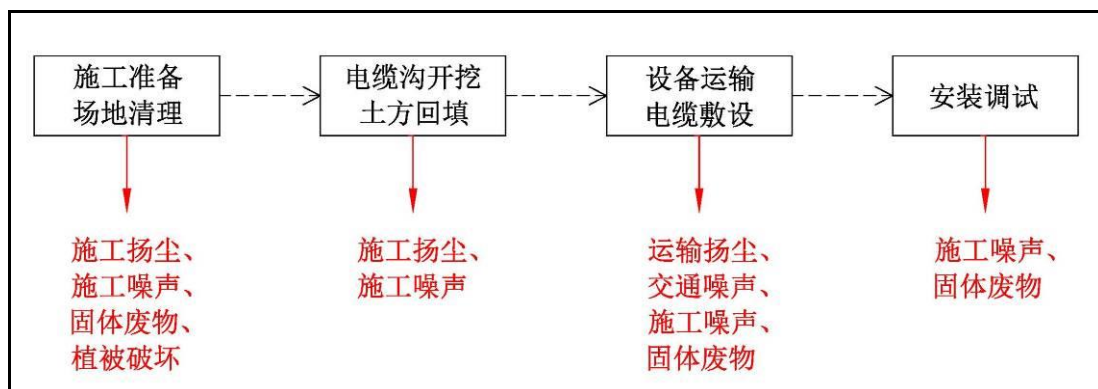 施工准备
场地清理
电缆沟开挖
土方回填
设备运输
电缆敷设
安装调试
施工扬尘、
施工噪声、
固体废物、
植被破坏
施工扬尘、
施工噪声
运输扬尘、
交通噪声、
施工噪声、
固体废物
施工噪声、
固体废物